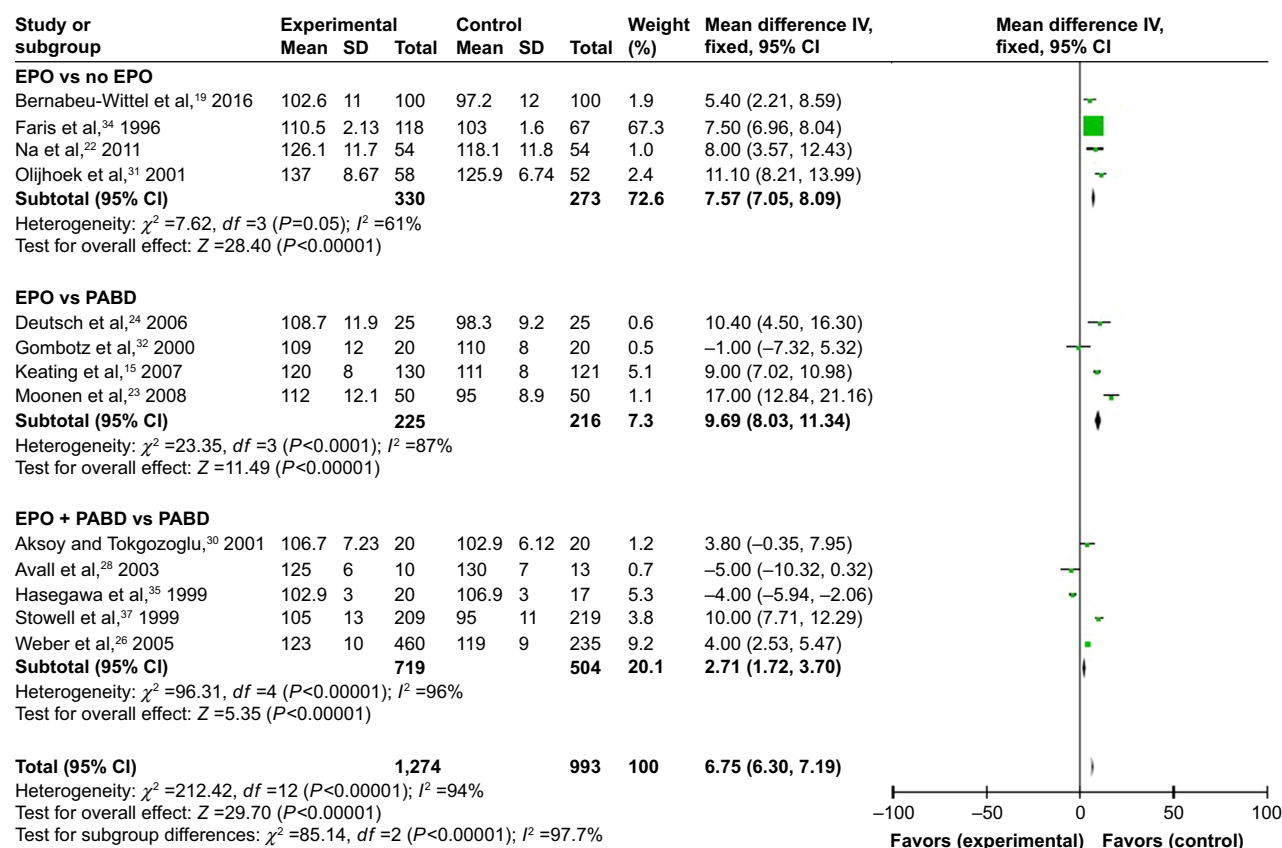 Study or subgroup Experimental Control Weight (%) Mean difference IV, fixed, 95% CI Mean difference IV, fixed, 95% CI
Mean SD Total Mean SD Total
EPO vs no EPO
Bernabeu-Wittel et al,19 2016 102.6 11 100 97.2 12 100 1.9 5.40 (2.21, 8.59)
Faris et al,34 1996 110.5 2.13 118 103 1.6 67 67.3 7.50 (6.96, 8.04)
Na et al,22 2011 126.1 11.7 54 118.1 11.8 54 1.0 8.00 (3.57, 12.43)
Olijhoek et al,31 2001 137 8.67 58 125.9 6.74 52 2.4 11.10 (8.21, 13.99)
Subtotal (95% CI) 330 273 72.6 7.57 (7.05, 8.09)
Heterogeneity: χ2 =7.62, df =3 (P=0.05); I2 =61%
Test for overall effect: Z =28.40 (P<0.00001)
EPO vs PABD
Deutsch et al,24 2006 108.7 11.9 25 98.3 9.2 25 0.6 10.40 (4.50, 16.30)
Gombotz et al,32 2000 109 12 20 110 8 20 0.5 –1.00 (–7.32, 5.32)
Keating et al,15 2007 120 8 130 111 8 121 5.1 9.00 (7.02, 10.98)
Moonen et al,23 2008 112 12.1 50 95 8.9 50 1.1 17.00 (12.84, 21.16)
Subtotal (95% CI) 225 216 7.3 9.69 (8.03, 11.34)
Heterogeneity: χ2 =23.35, df =3 (P<0.0001); I2 =87%
Test for overall effect: Z =11.49 (P<0.00001)
EPO + PABD vs PABD
Aksoy and Tokgozoglu,30 2001 106.7 7.23 20 102.9 6.12 20 1.2 3.80 (–0.35, 7.95)
Avall et al,28 2003 125 6 10 130 7 13 0.7 –5.00 (–10.32, 0.32)
Hasegawa et al,35 1999 102.9 3 20 106.9 3 17 5.3 –4.00 (–5.94, –2.06)
Stowell et al,37 1999 105 13 209 95 11 219 3.8 10.00 (7.71, 12.29)
Weber et al,26 2005 123 10 460 119 9 235 9.2 4.00 (2.53, 5.47)
Subtotal (95% CI) 719 504 20.1 2.71 (1.72, 3.70)
Heterogeneity: χ2 =96.31, df =4 (P<0.00001); I2 =96%
Test for overall effect: Z =5.35 (P<0.00001)
Total (95% CI) 1,274 993 100 6.75 (6.30, 7.19)
Heterogeneity: χ2 =212.42, df =12 (P<0.00001); I2 =94%
Test for overall effect: Z =29.70 (P<0.00001)
Test for subgroup differences: χ2 =85.14, df =2 (P<0.00001); I2 =97.7%
–100 –50 0 50 100
Favors (experimental) Favors (control)